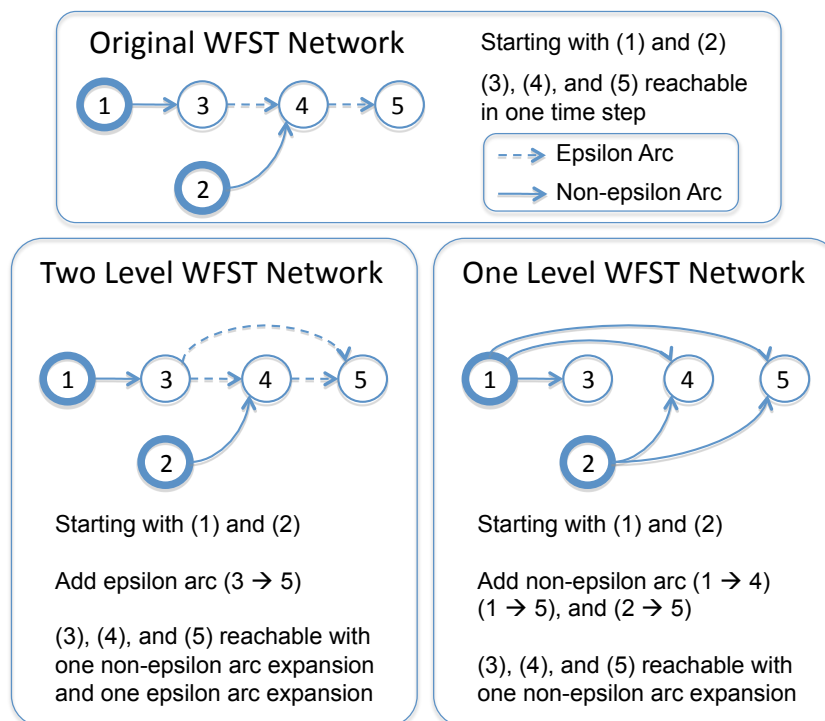 Original WFST Network
1
3
4
5
2
Starting with (1) and (2)
(3), (4), and (5) reachable
in one time step
Epsilon Arc
Non-epsilon Arc
Two Level WFST Network
1
3
4
5
2
Starting with (1) and (2)
Add epsilon arc (3 → 5)
(3), (4), and (5) reachable with
one non-epsilon arc expansion
and one epsilon arc expansion
One Level WFST Network
1
3
4
5
2
Starting with (1) and (2)
Add non-epsilon arc (1 → 4)
(1 → 5), and (2 → 5)
(3), (4), and (5) reachable with
one non-epsilon arc expansion